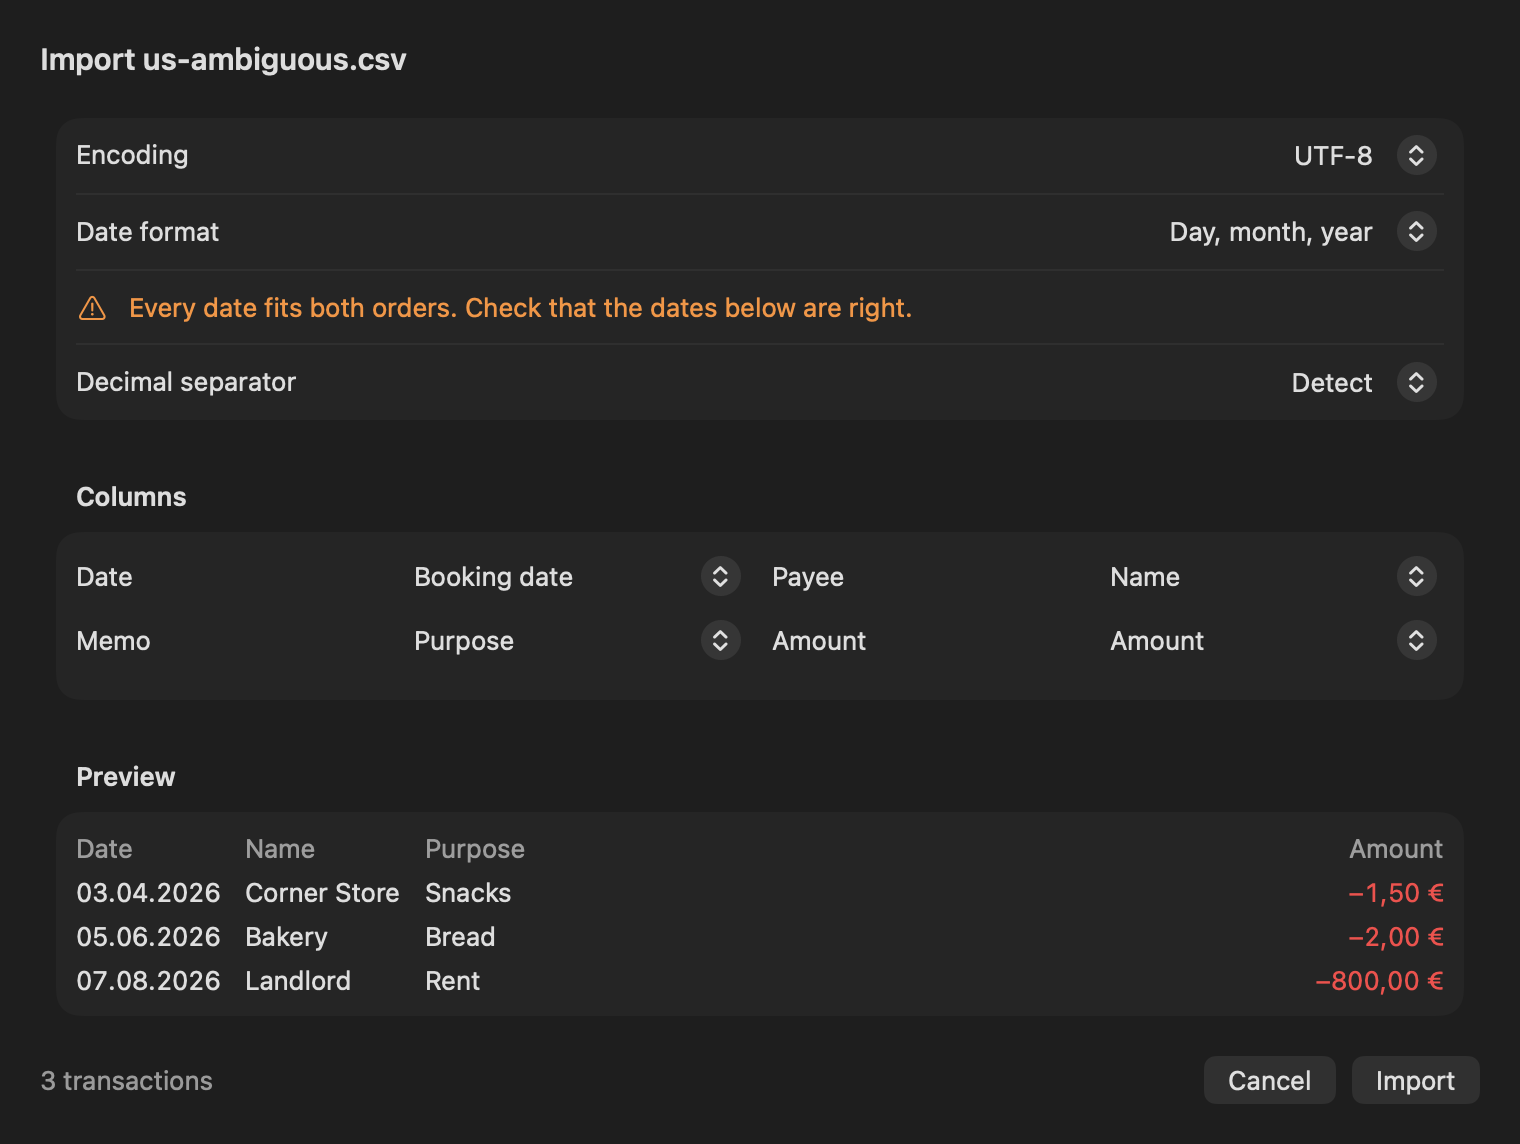 Import us-ambiguous.csv
Encoding UTF-8
Date format Day, month, year
Every date fits both orders. Check that the dates below are right.
Decimal separator Detect
Columns
Date Booking date Payee Name
Memo Purpose Amount Amount
Preview
Date Name Purpose Amount
03.04.2026 Corner Store Snacks −1,50 €
05.06.2026 Bakery Bread −2,00 €
07.08.2026 Landlord Rent −800,00 €
3 transactions Cancel Import